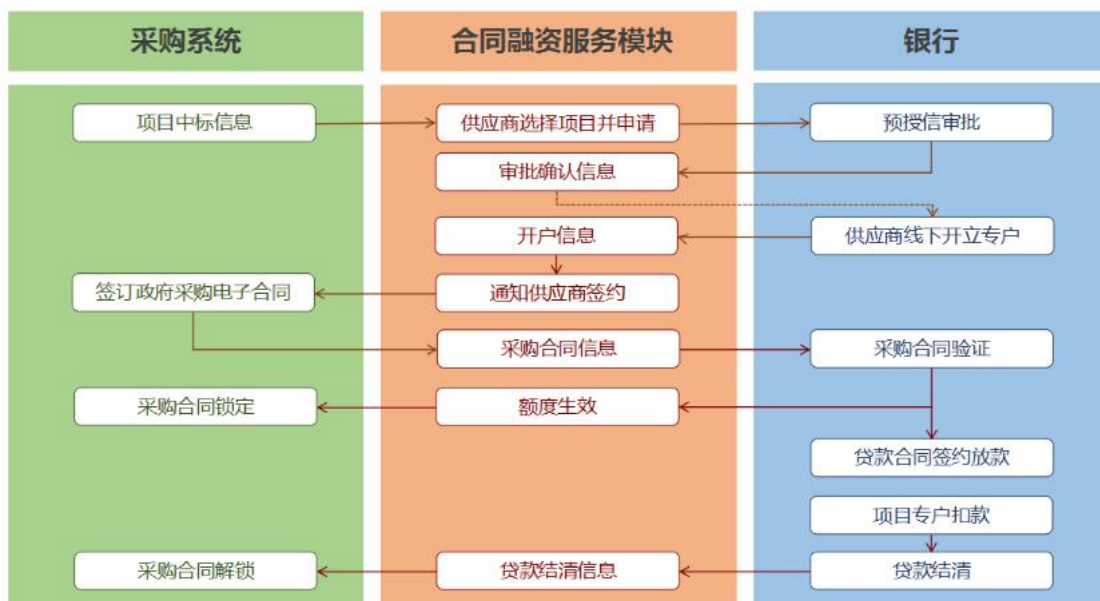 采购系统
合同融资服务模块
银行
项目中标信息
供应商选择项目并申请
预授信审批
审批确认信息
开户信息
供应商线下开立专户
签订政府采购电子合同
通知供应商签约
采购合同信息
采购合同验证
采购合同锁定
额度生效
贷款合同签约放款
项目专户扣款
采购合同解锁
贷款结清信息
贷款结清